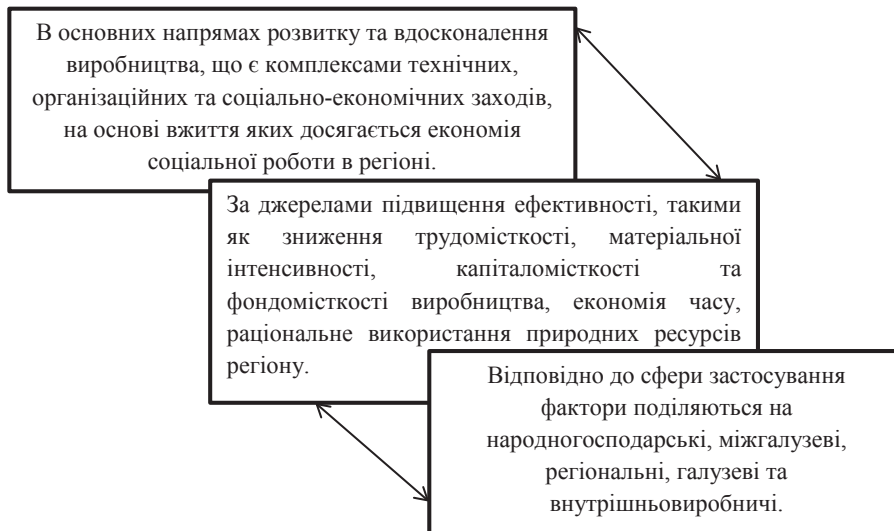 В основних напрямах розвитку та вдосконалення
виробництва, що є комплексами технічних,
організаційних та соціально-економічних заходів,
на основі вжиття яких досягається економія
соціальної роботи в регіоні.
За джерелами підвищення ефективності, такими
як зниження трудомісткості, матеріальної
інтенсивності, капіталомісткості та
фондомісткості виробництва, економія часу,
раціональне використання природних ресурсів
регіону.
Відповідно до сфери застосування
фактори поділяються на
народногосподарські, міжгалузеві,
регіональні, галузеві та
внутрішньовиробничі.